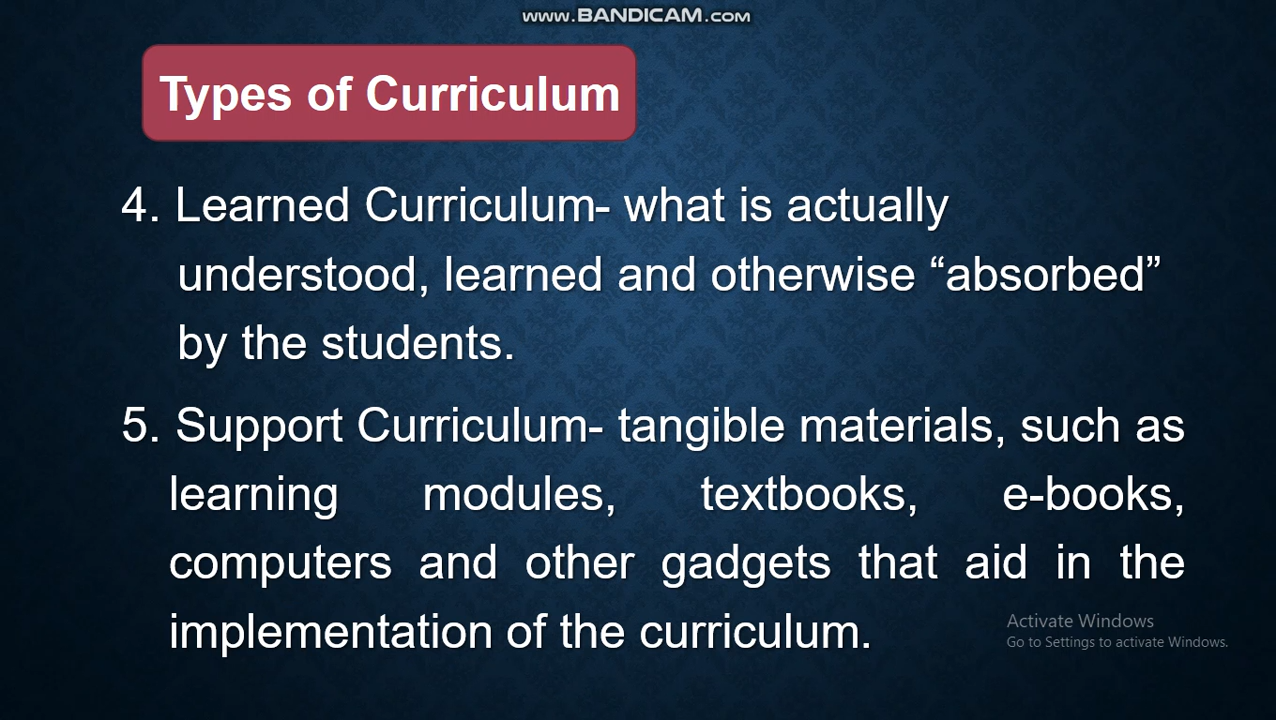 www.BANDICAM.com
Types of Curriculum
4. Learned Curriculum- what is actually
understood, learned and otherwise “absorbed”
by the students.
5. Support Curriculum- tangible materials, such as
learning modules, textbooks, e-books,
computers and other gadgets that aid in the
implementation of the curriculum.
Activate Windows
Go to Settings to activate Windows.